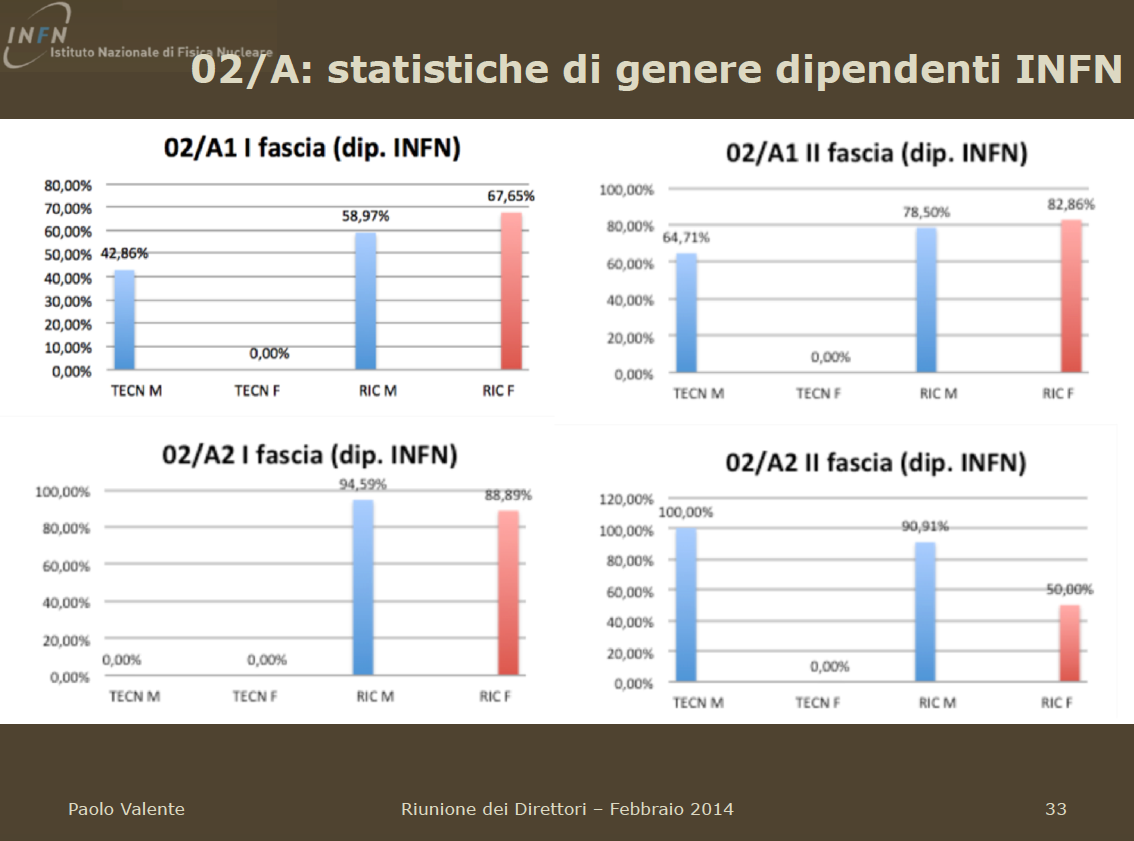 INFN
Istituto Nazionale di Fisica Nucleare
02/A: statistiche di genere dipendenti INFN
02/A1 I fascia (dip. INFN)
80,00%
70,00%
60,00%
50,00%
40,00%
30,00%
20,00%
10,00%
0,00%
42,86%
0,00%
58,97%
67,65%
TECN M
TECN F
RIC M
RIC F
02/A1 II fascia (dip. INFN)
100,00%
80,00%
60,00%
40,00%
20,00%
0,00%
64,71%
0,00%
78,50%
82,86%
TECN M
TECN F
RIC M
RIC F
02/A2 I fascia (dip. INFN)
100,00%
80,00%
60,00%
40,00%
20,00%
0,00%
0,00%
0,00%
94,59%
88,89%
TECN M
TECN F
RIC M
RIC F
02/A2 II fascia (dip. INFN)
120,00%
100,00%
80,00%
60,00%
40,00%
20,00%
0,00%
100,00%
0,00%
90,91%
50,00%
TECN M
TECN F
RIC M
RIC F
Paolo Valente
Riunione dei Direttori – Febbraio 2014
33